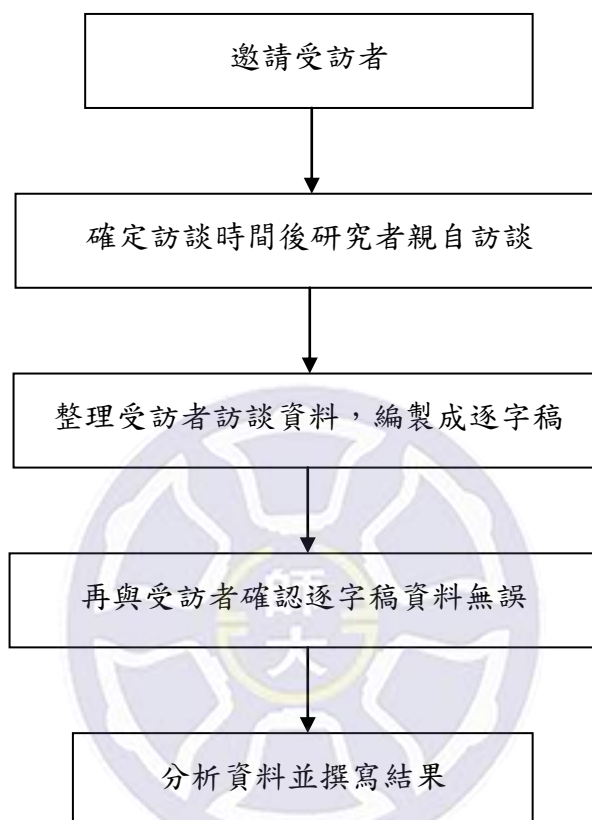 邀請受訪者
確定訪談時間後研究者親自訪談
整理受訪者訪談資料，編製成逐字稿
再與受訪者確認逐字稿資料無誤
師大
分析資料並撰寫結果